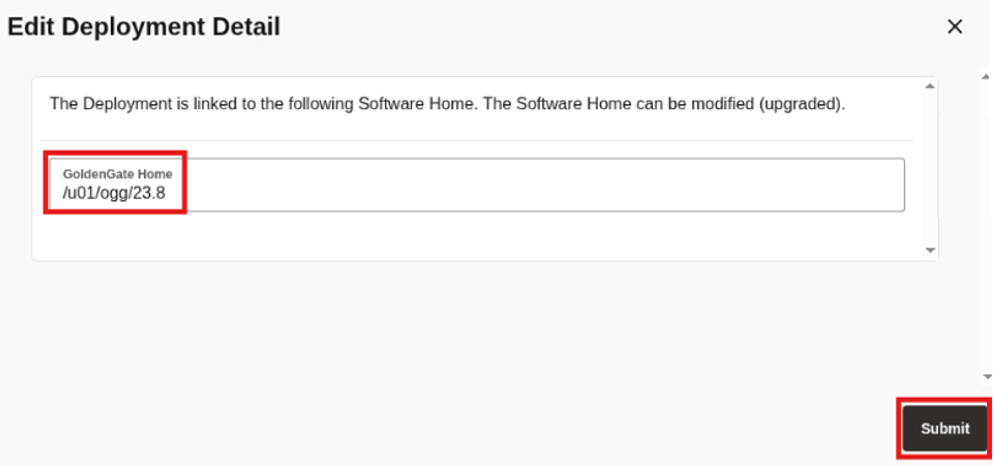 Edit Deployment Detail
The Deployment is linked to the following Software Home. The Software Home can be modified (upgraded).
GoldenGate Home
/u01/ogg/23.8
Submit